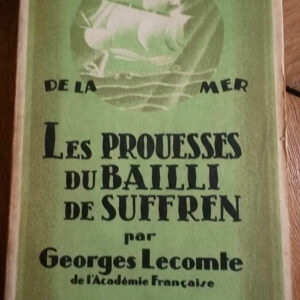 DE LA MER
LES PROUESSES
DU BAILLI
DE SUFFREN
par
Georges Lecomte
de l'Académie Française